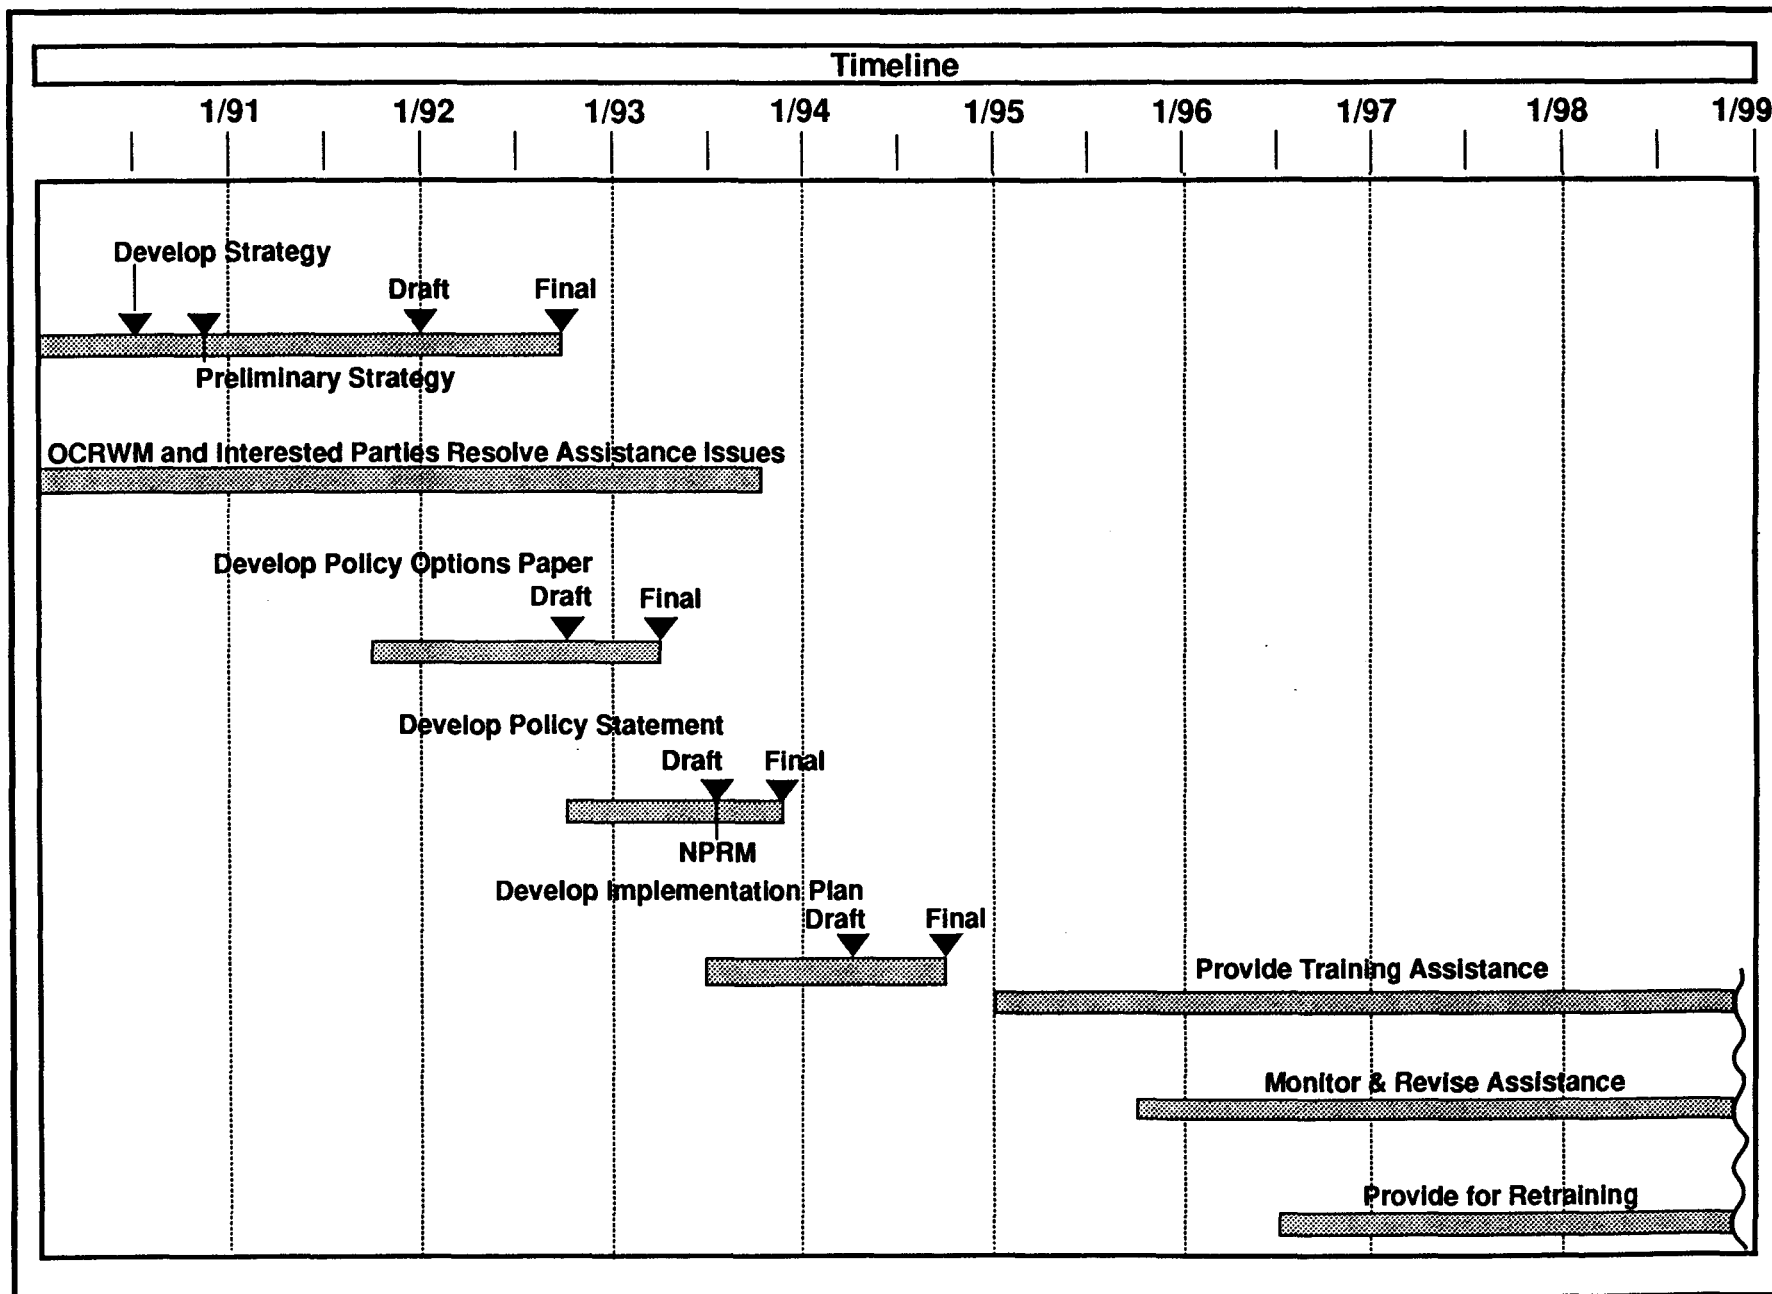 Timeline
1/91 1/92 1/93 1/94 1/95 1/96 1/97 1/98 1/99
Develop Strategy
Draft Final
Preliminary Strategy
OCRWM and Interested Parties Resolve Assistance Issues
Develop Policy Options Paper
Draft Final
Develop Policy Statement
Draft Final
NPRM
Develop Implementation Plan
Draft Final
Provide Training Assistance
Monitor & Revise Assistance
Provide for Retraining